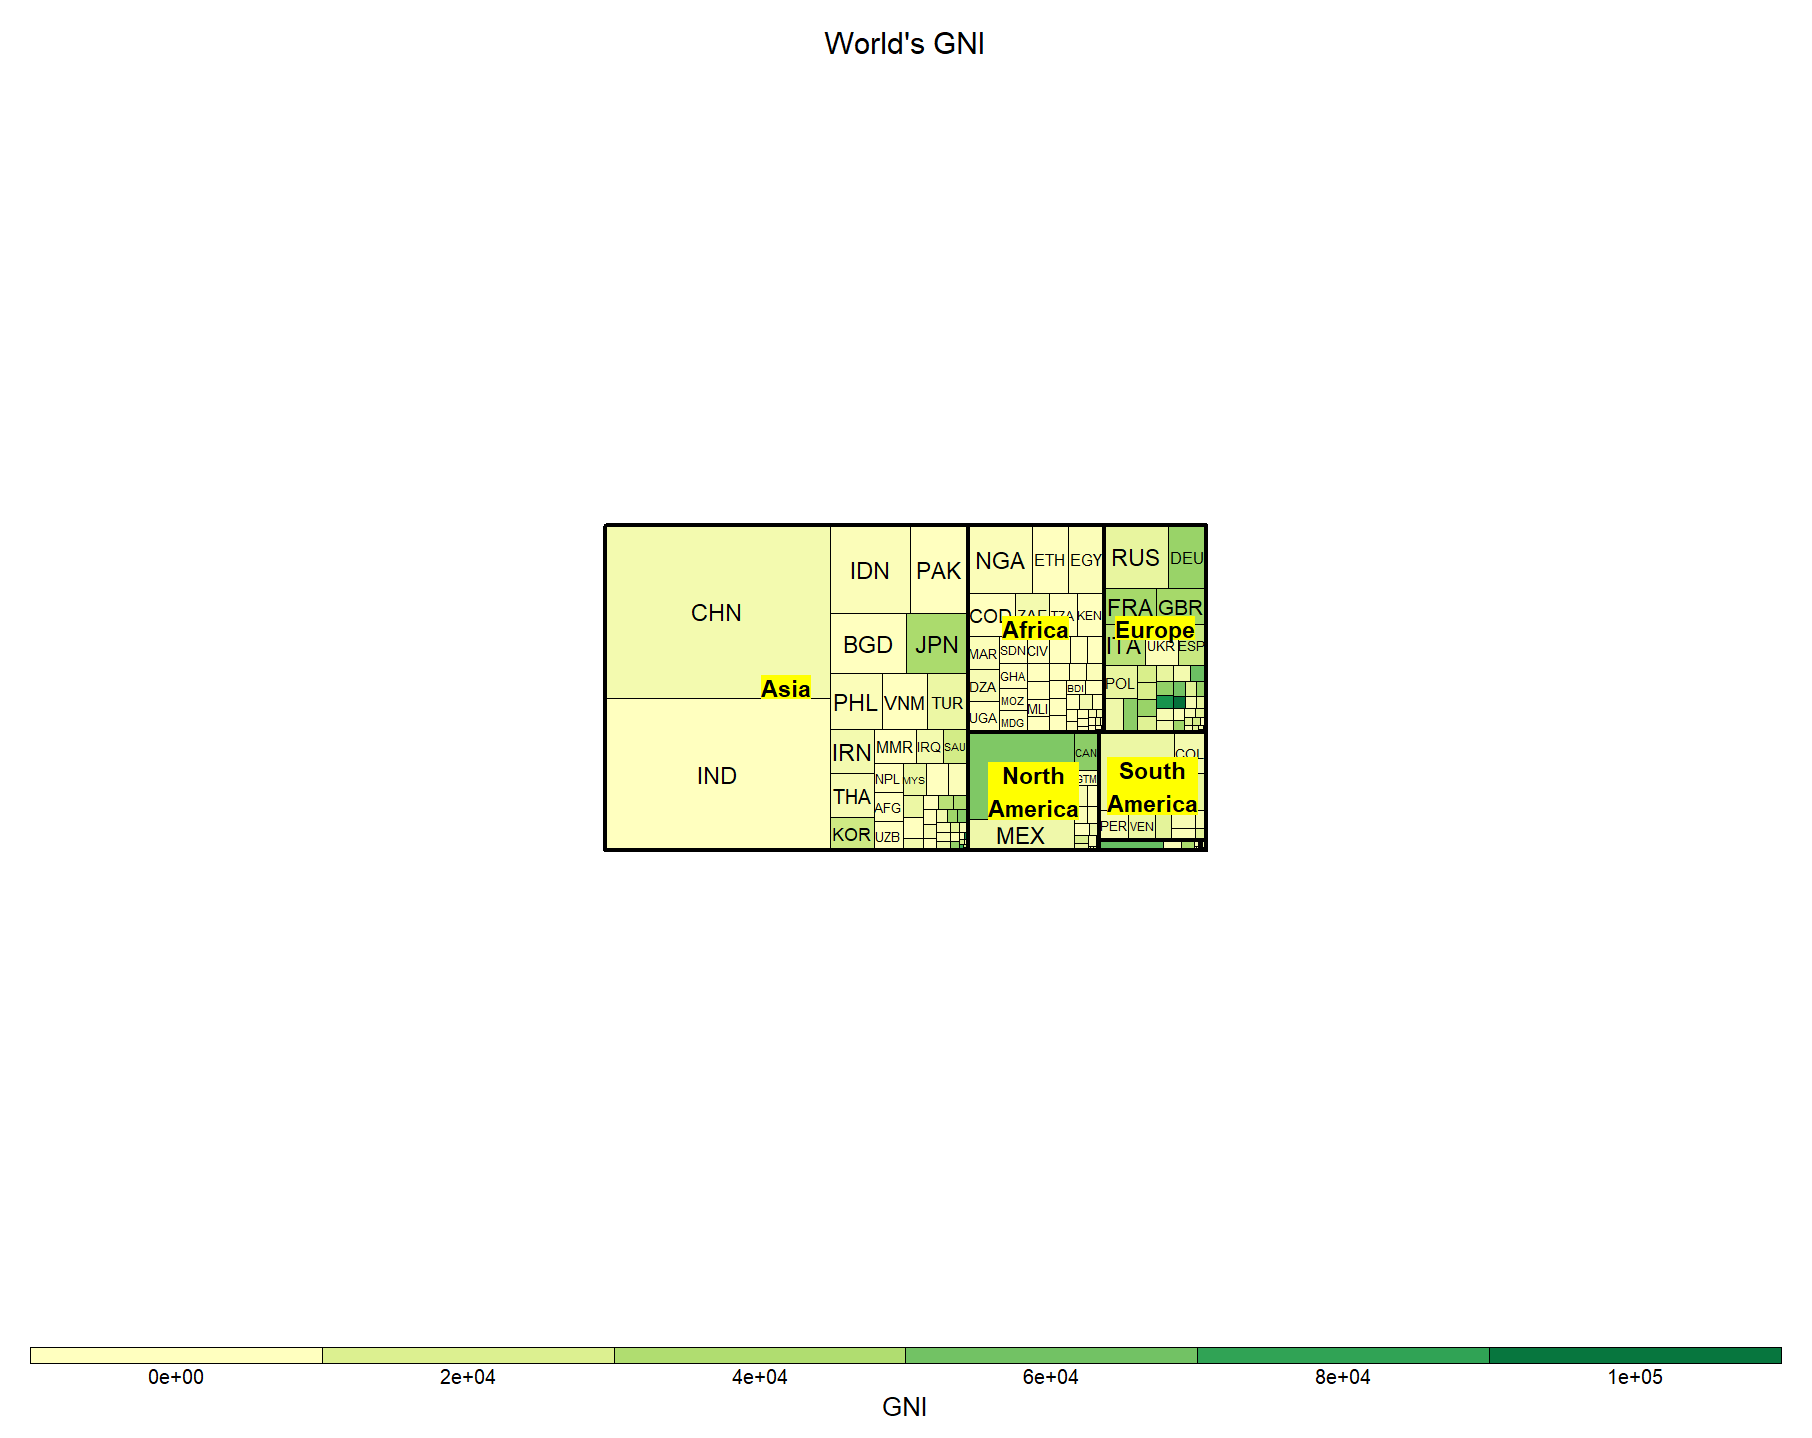 World's GNI
CHN
IND
Asia
IDN
PAK
BGD
JPN
PHL
VNM
TUR
IRN
MMR
IRQ
SAU
THA
NPL
MYS
AFG
KOR
UZB
NGA
ETH
EGY
COD
ZAF
TZA
KEN
Africa
MAR
SDN
CIV
DZA
GHA
BDI
UGA
MOZ
MLI
MDG
RUS
DEU
FRA
GBR
Europe
ITA
UKR
ESP
POL
North
America
CAN
GTM
MEX
South
America
COL
PER
VEN
0e+00
2e+04
4e+04
6e+04
8e+04
1e+05
GNI